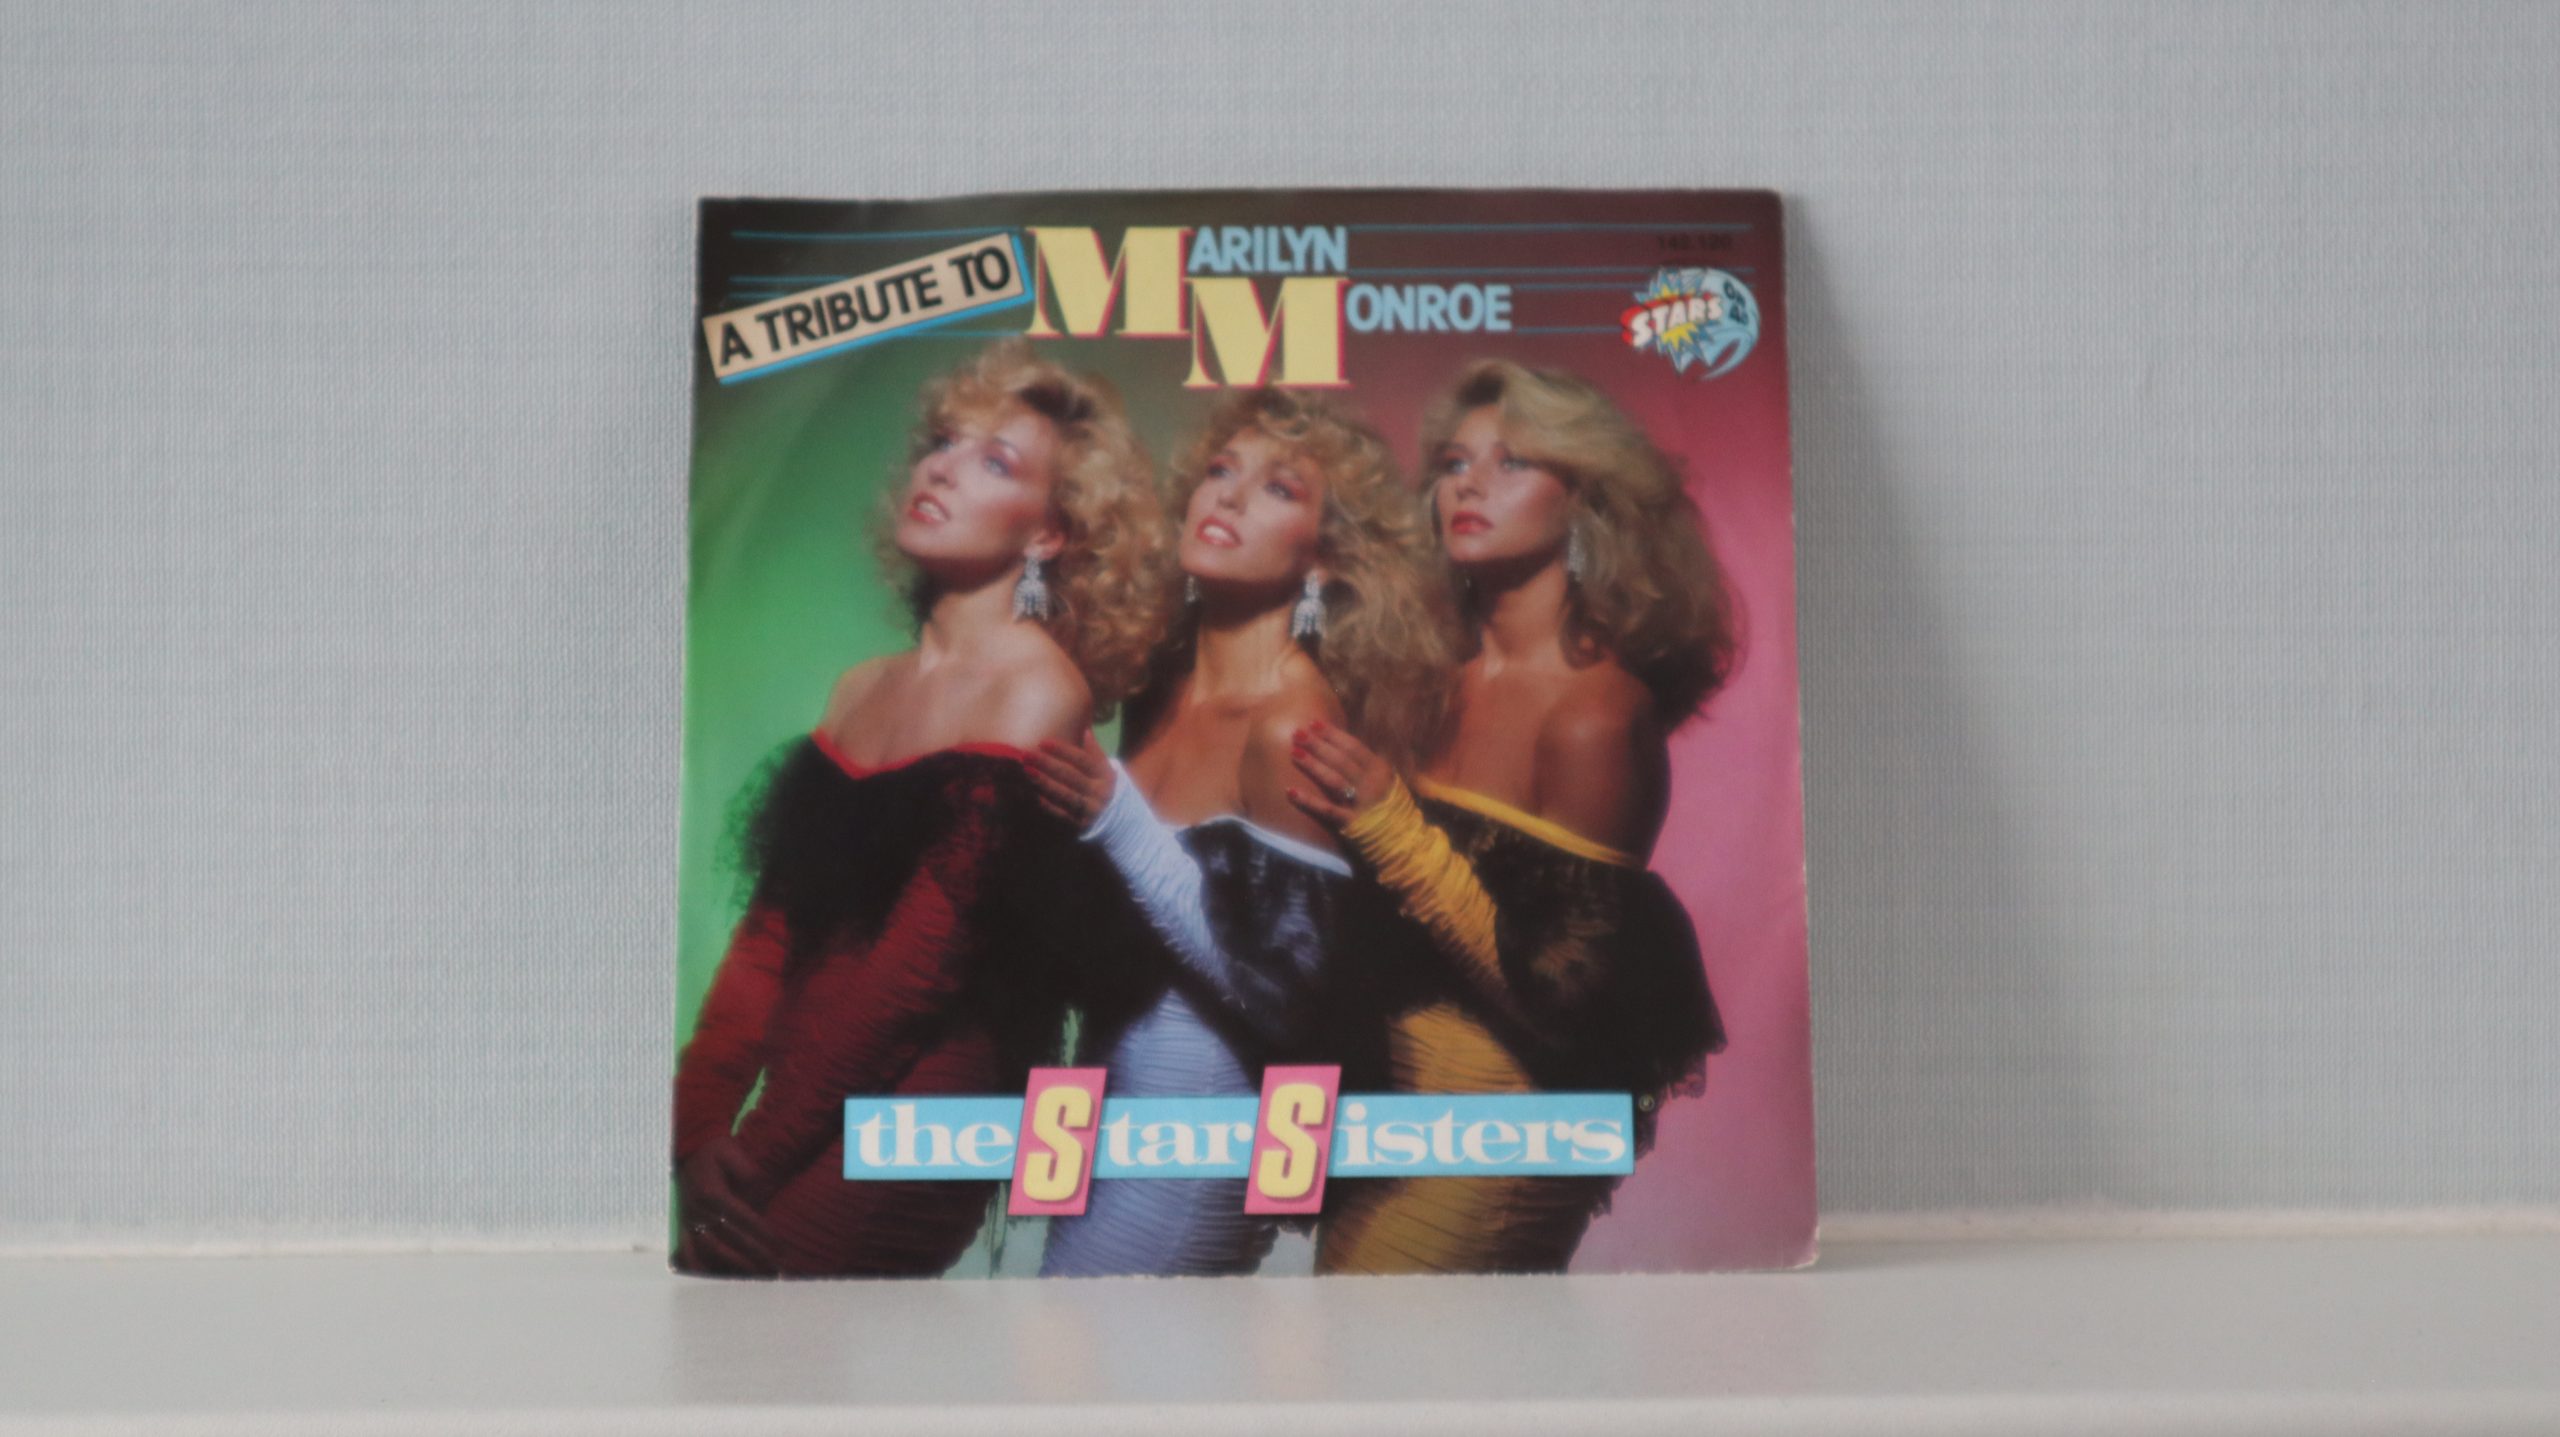 A TRIBUTE TO
MARILYN
MONROE
STARS
the Star Sisters